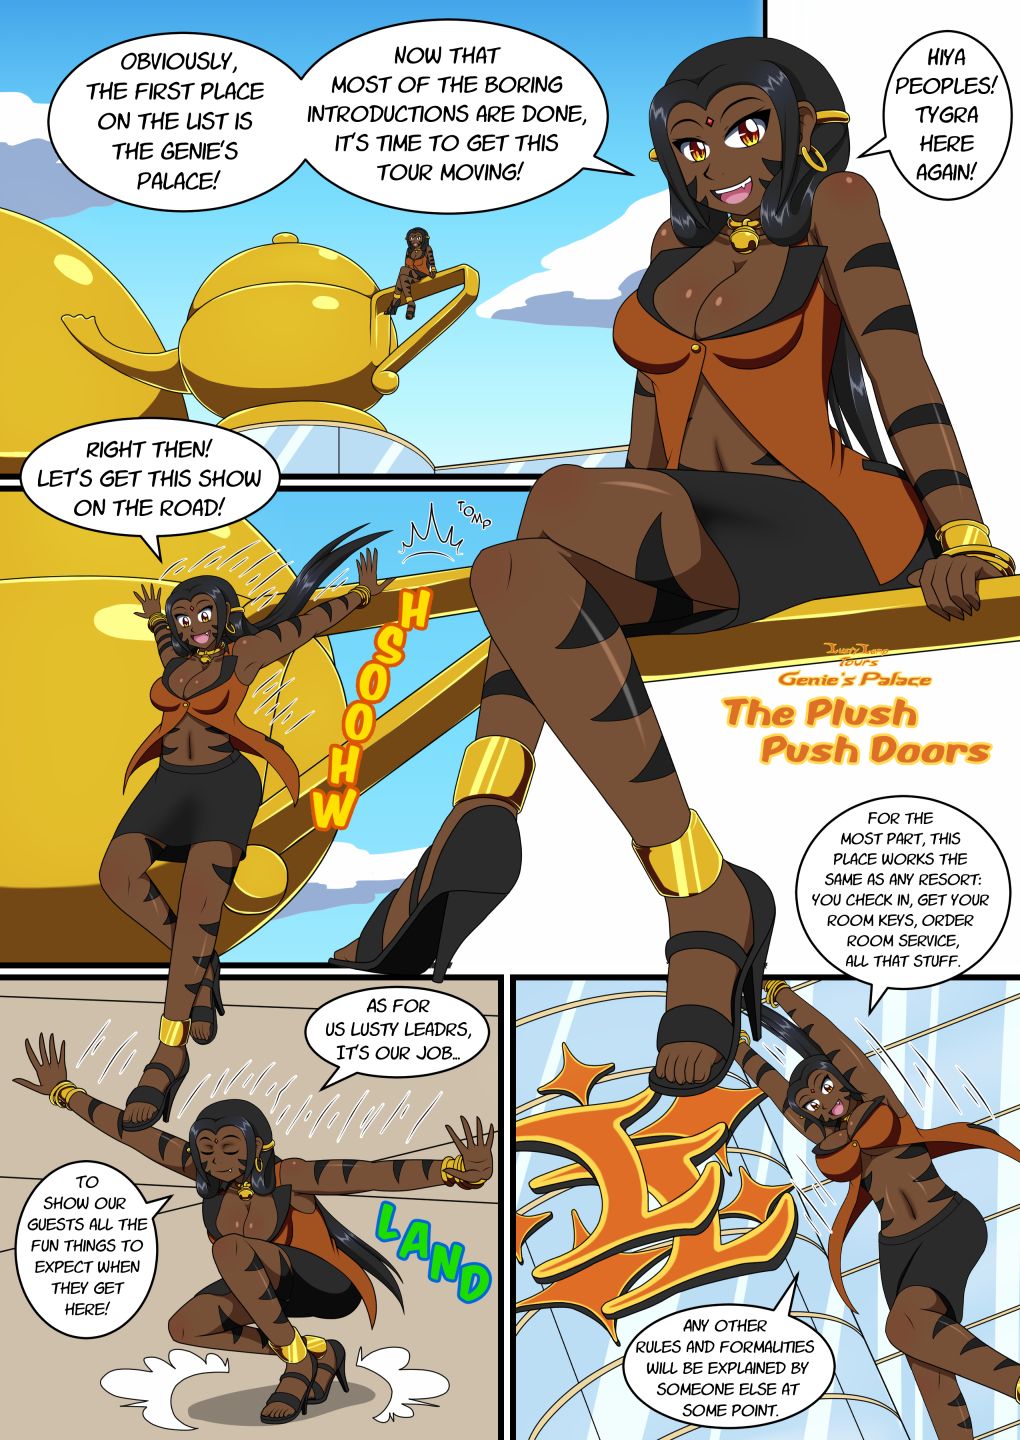 HIYA
PEOPLES!
TYGRA
HERE
AGAIN!
NOW THAT
MOST OF THE BORING
INTRODUCTIONS ARE DONE,
IT'S TIME TO GET THIS
TOUR MOVING!
OBVIOUSLY,
THE FIRST PLACE
ON THE LIST IS
THE GENIE'S
PALACE!
RIGHT THEN!
LET'S GET THIS SHOW
ON THE ROAD!
TOMP
WHOOSH
Lusty Lamp
Tours
Genie's Palace
The Plush
Push Doors
FOR THE
MOST PART, THIS
PLACE WORKS THE
SAME AS ANY RESORT:
YOU CHECK IN, GET YOUR
ROOM KEYS, ORDER
ROOM SERVICE,
ALL THAT STUFF.
LL
ANY OTHER
RULES AND FORMALITIES
WILL BE EXPLAINED BY
SOMEONE ELSE AT
SOME POINT.
AS FOR
US LUSTY LEADRS,
IT'S OUR JOB...
LAND
TO
SHOW OUR
GUESTS ALL THE
FUN THINGS TO
EXPECT WHEN
THEY GET
HERE!